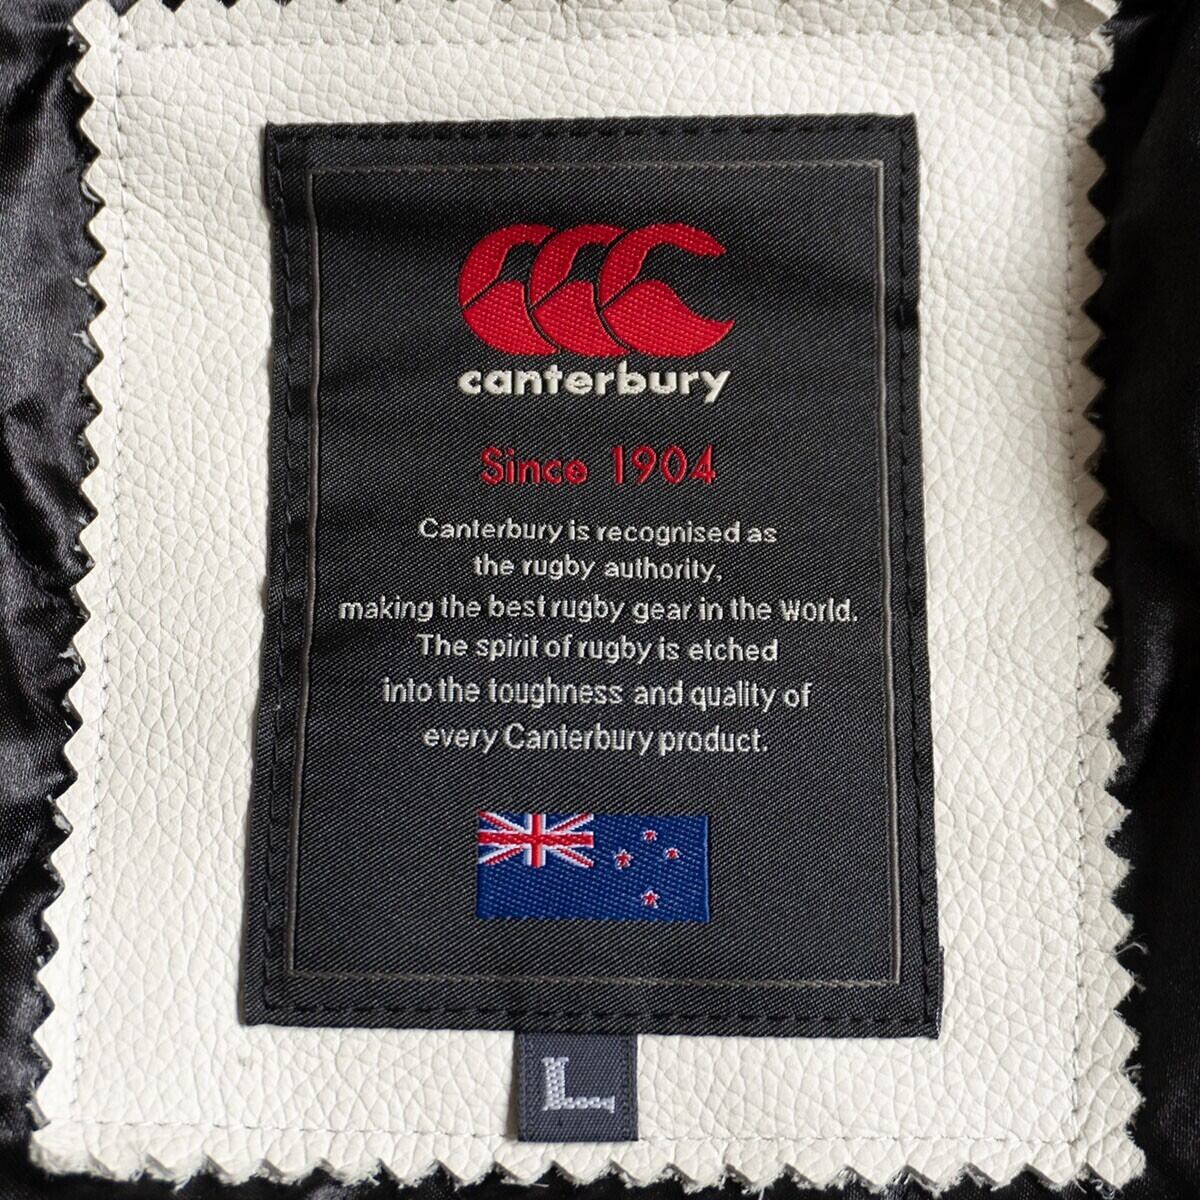 canterbury
Since 1904
Canterbury is recognised as
the rugby authority,
making the best rugby gear in the World.
The spirit of rugby is etched
into the toughness and quality of
every Canterbury product.
L